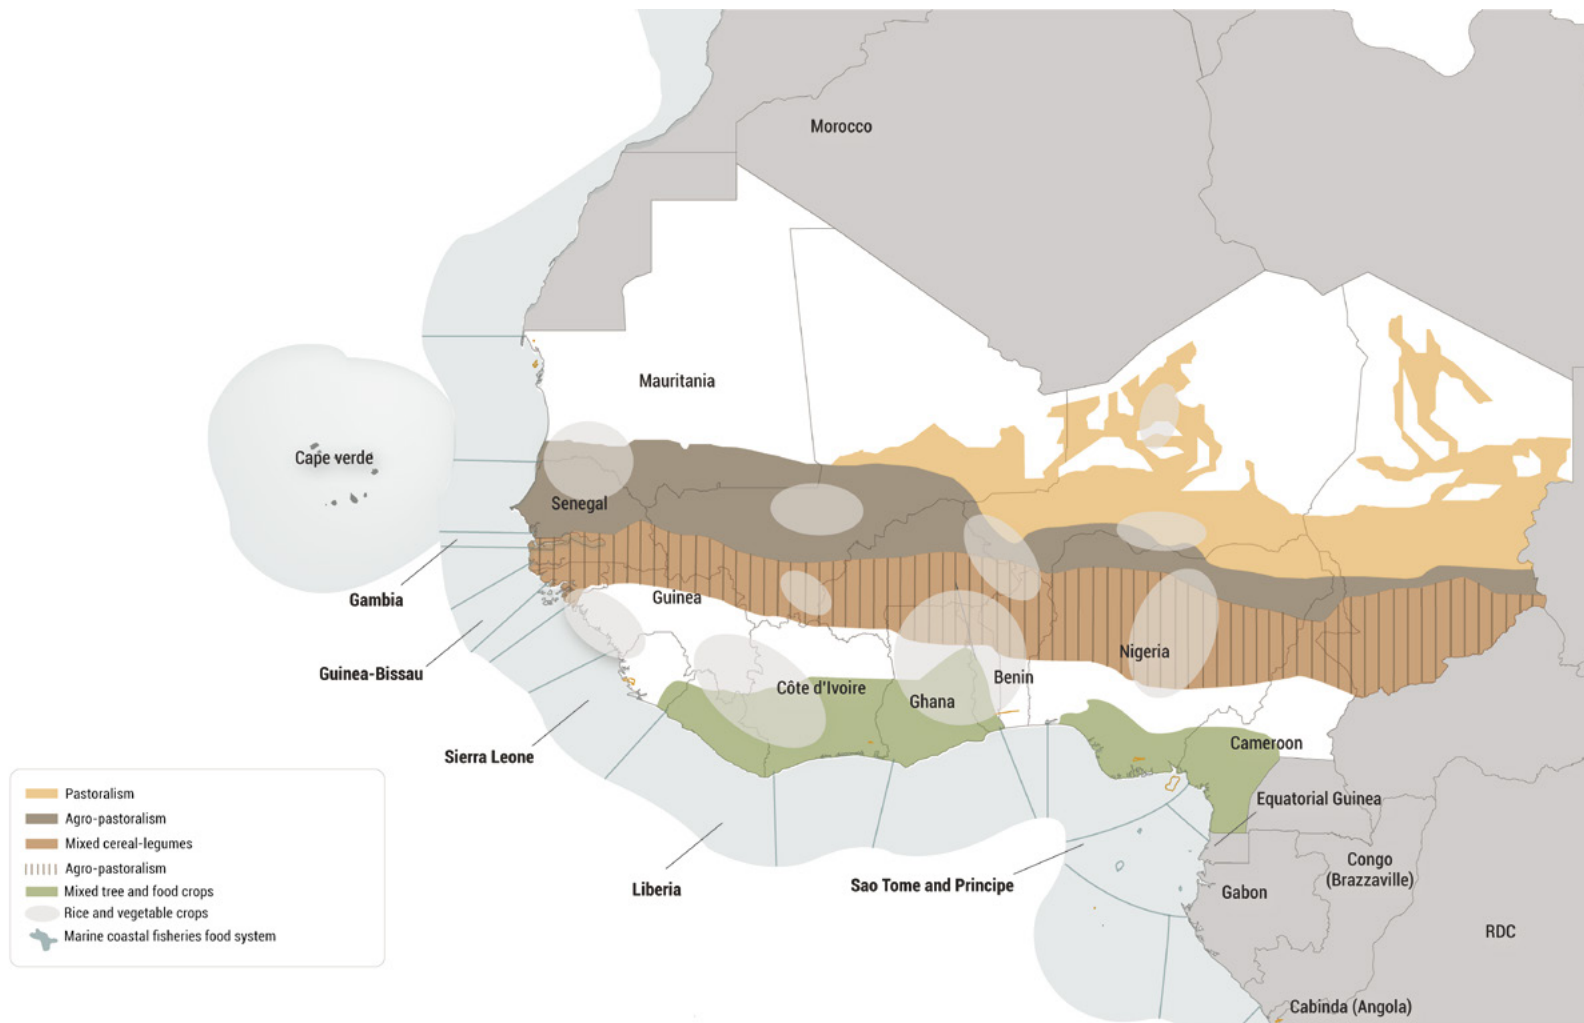 Morocco
Mauritania
Cape verde
Senegal
Gambia
Guinea
Guinea-Bissau
Nigeria
Benin
Côte d'Ivoire
Ghana
Sierra Leone
Cameroon
Equatorial Guinea
Liberia
Sao Tome and Principe
Congo
(Brazzaville)
Gabon
RDC
Cabinda (Angola)
Pastoralism
Agro-pastoralism
Mixed cereal-legumes
Agro-pastoralism
Mixed tree and food crops
Rice and vegetable crops
Marine coastal fisheries food system